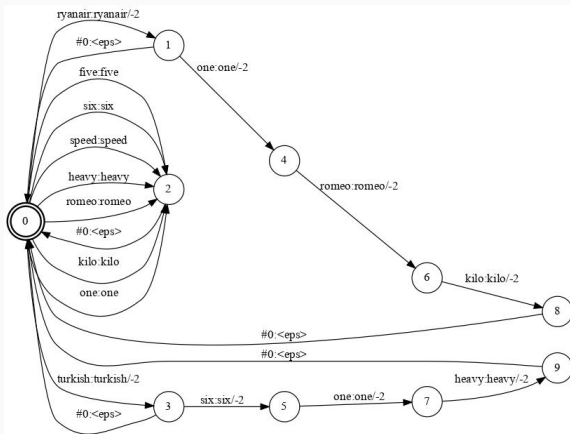 ryanair:ryanair/-2
#0:<eps>
1
five:five
one:one/-2
six:six
speed:speed
4
heavy:heavy
2
romeo:romeo
romeo:romeo/-2
0
#0:<eps>
kilo:kilo
6
kilo:kilo/-2
one:one
8
#0:<eps>
#0:<eps>
9
turkish:turkish/-2
heavy:heavy/-2
3
six:six/-2
5
one:one/-2
7
#0:<eps>